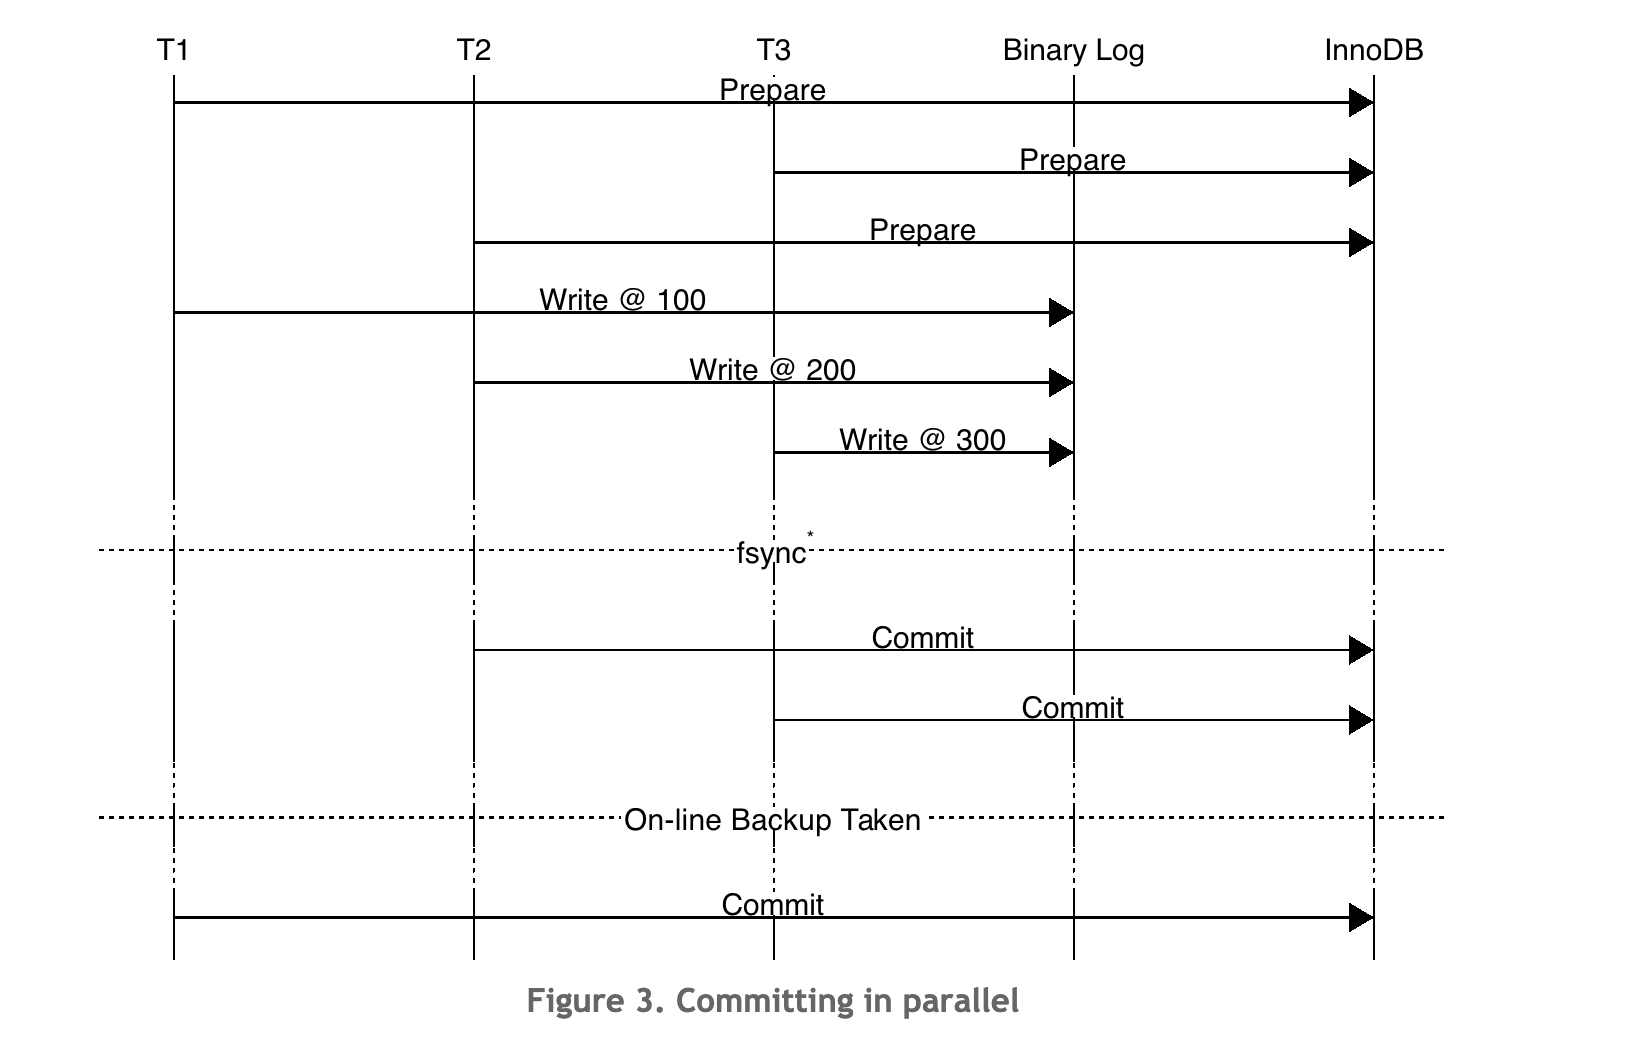 T1 T2 T3 Binary Log InnoDB
Prepare
Prepare
Prepare
Write @ 100
Write @ 200
Write @ 300
fsync*
Commit
Commit
On-line Backup Taken
Commit
Figure 3. Committing in parallel